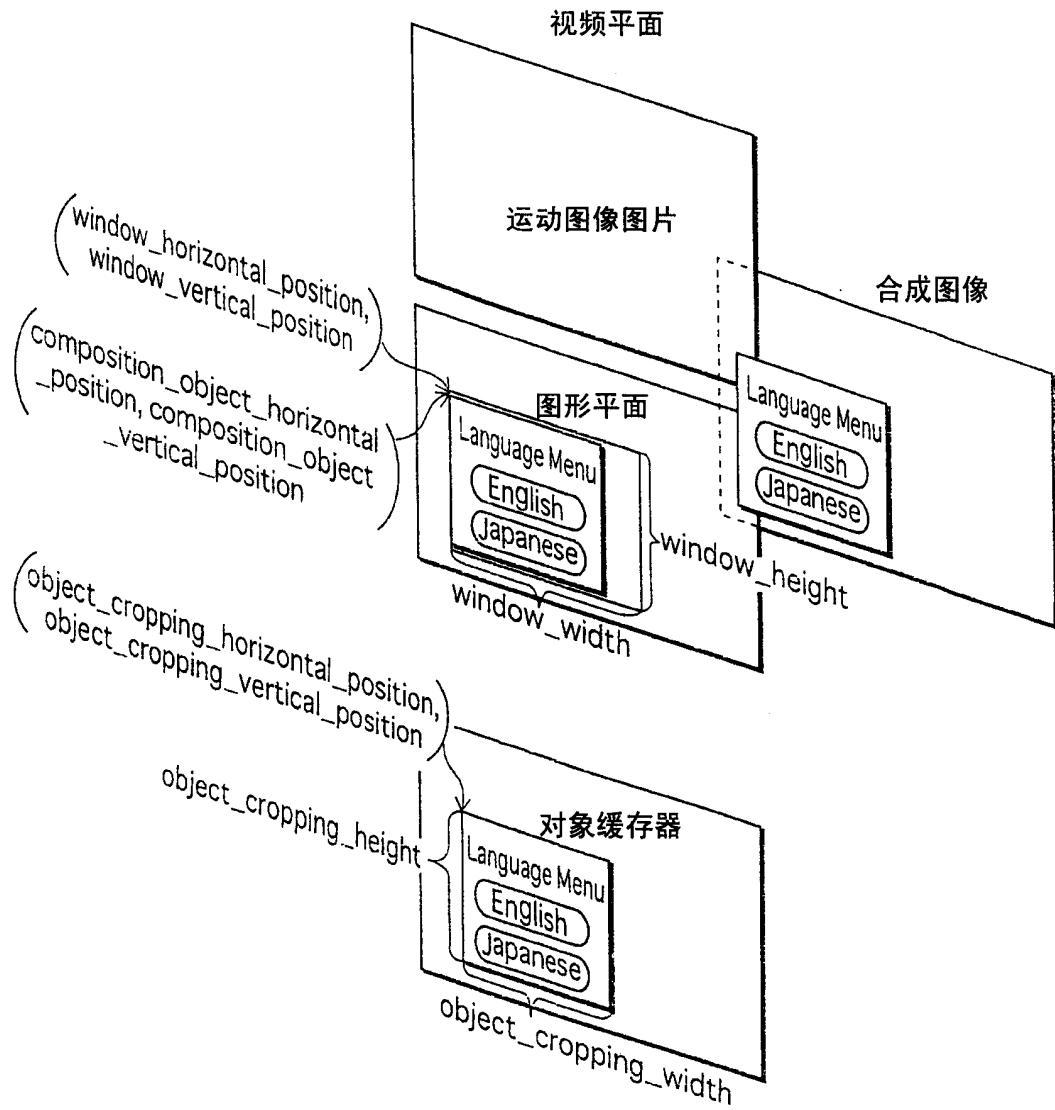 视频平面
运动图像图片
(window_horizontal_position,
window_vertical_position)
合成图像
(composition_object_horizontal
_position, composition_object
_vertical_position)
图形平面
Language Menu
English
Japanese
Language Menu
English
Japanese
window_height
window_width
(object_cropping_horizontal_position,
object_cropping_vertical_position)
object_cropping_height
对象缓存器
Language Menu
English
Japanese
object_cropping_width